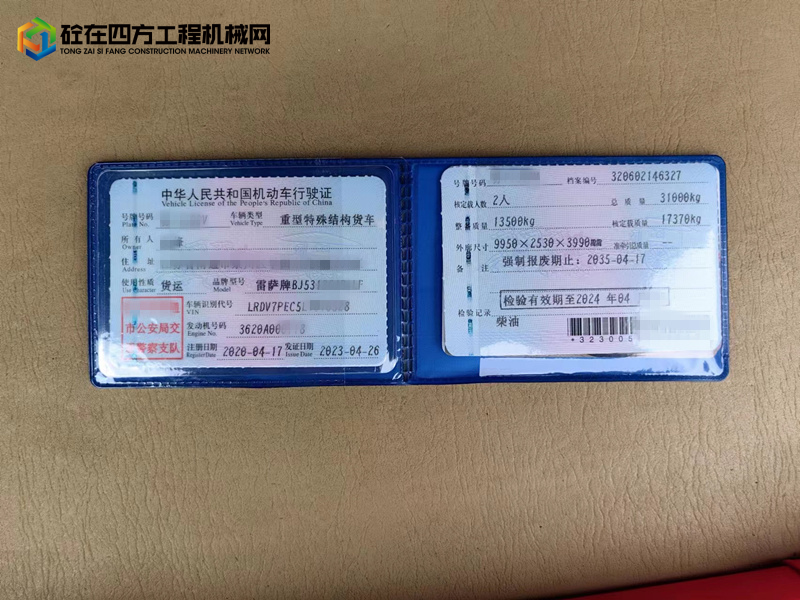 砼在四方工程机械网
TONG ZAI SI FANG CONSTRUCTION MACHINERY NETWORK
中华人民共和国机动车行驶证
Vehicle License of the People's Republic of China
号牌号码
Plate No.
车辆类型
Vehicle Type
重型特殊结构货车
所有人
Owner
住址
Address
使用性质
Use Character
货运
品牌型号
Model
雷萨牌BJ531
市公安局交
警察支队
车辆识别代号
VIN
LRDV7PEC5L
发动机号码
Engine No.
3620A00
注册日期
Register Date
2020-04-17
发证日期
Issue Date
2023-04-26
号牌号码
档案编号
320602146327
核定载人数
2人
总质量
31000kg
整备质量
13500kg
核定载质量
17370kg
外廓尺寸
9950×2530×3990mm
准牵引总质量
--
备注
强制报废期止：2035-04-17
检验记录
检验有效期至2024 年04
柴油
*323005